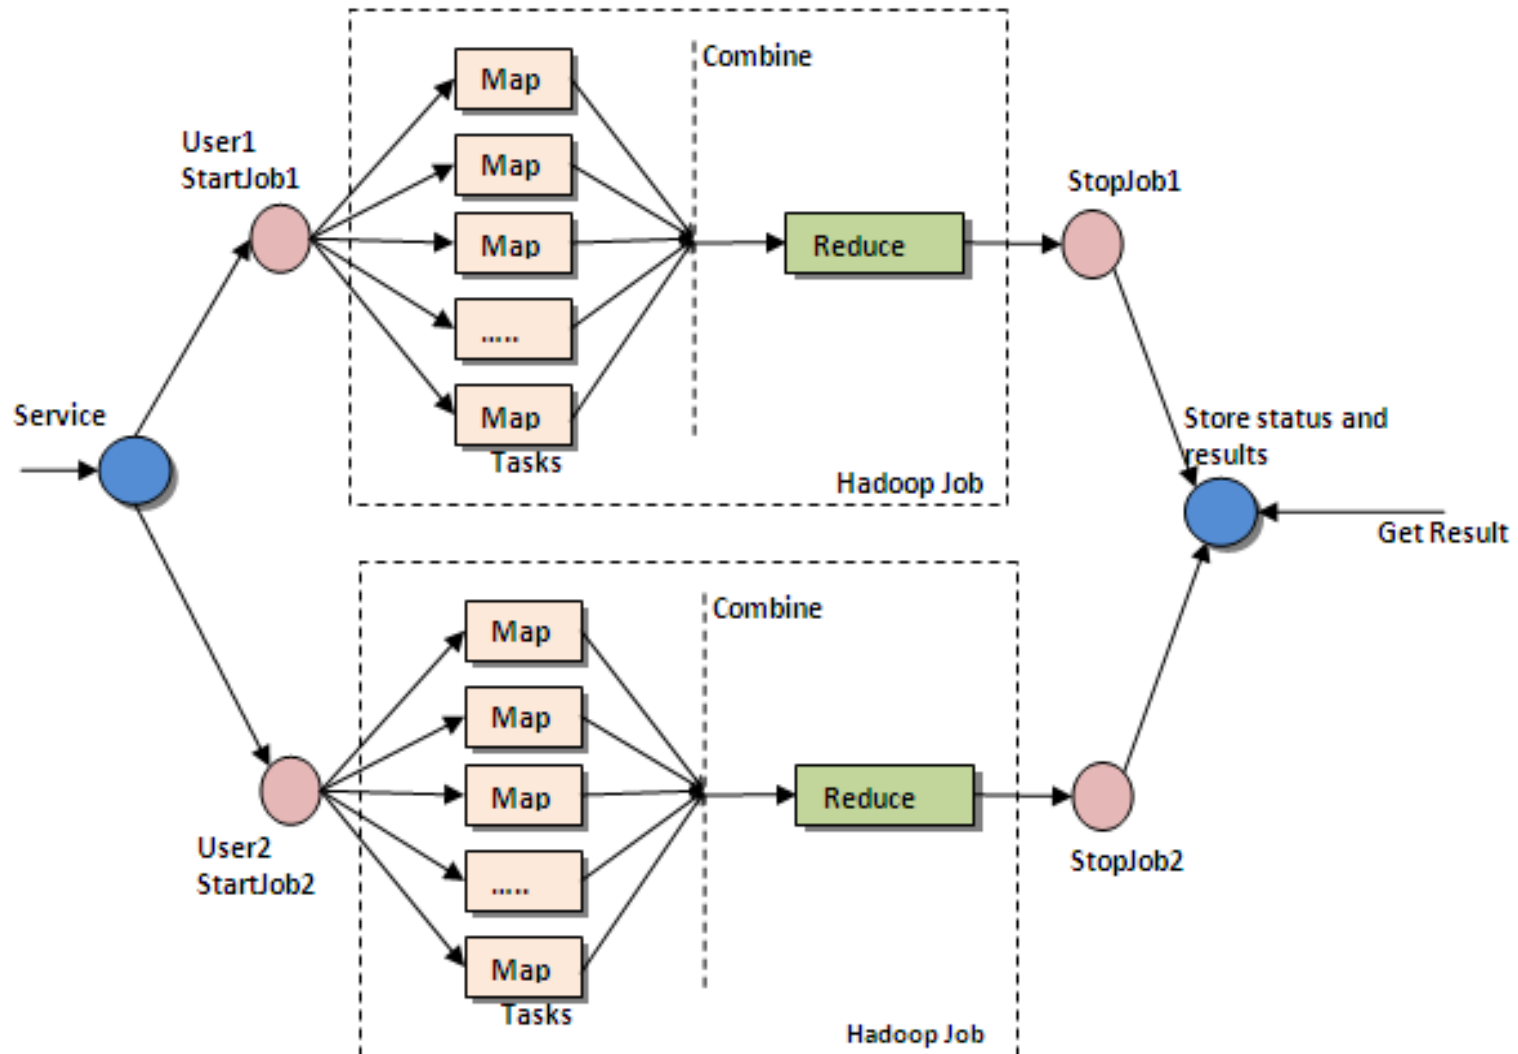 Combine
Map
User1
StartJob1
Map
StopJob1
Map
Reduce
.....
Map
Service
Store status and
results
Tasks
Hadoop Job
Get Result
Combine
Map
Map
Map
Reduce
User2
StartJob2
.....
StopJob2
Map
Tasks
Hadoop Job